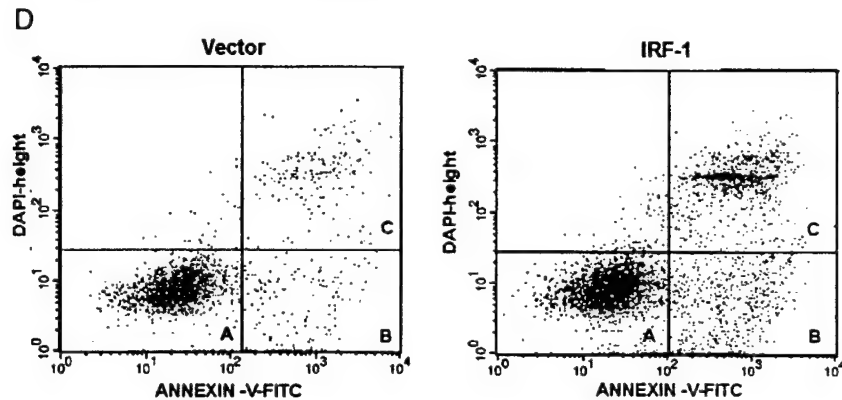 D
Vector
IRF-1
DAPI-height
10^4
10^3
10^2
10^1
10^0
C
A
B
10^0 10^1 10^2 10^3 10^4
ANNEXIN -V-FITC
DAPI-height
10^4
10^3
10^2
10^1
10^0
C
A
B
10^0 10^1 10^2 10^3 10^4
ANNEXIN -V-FITC